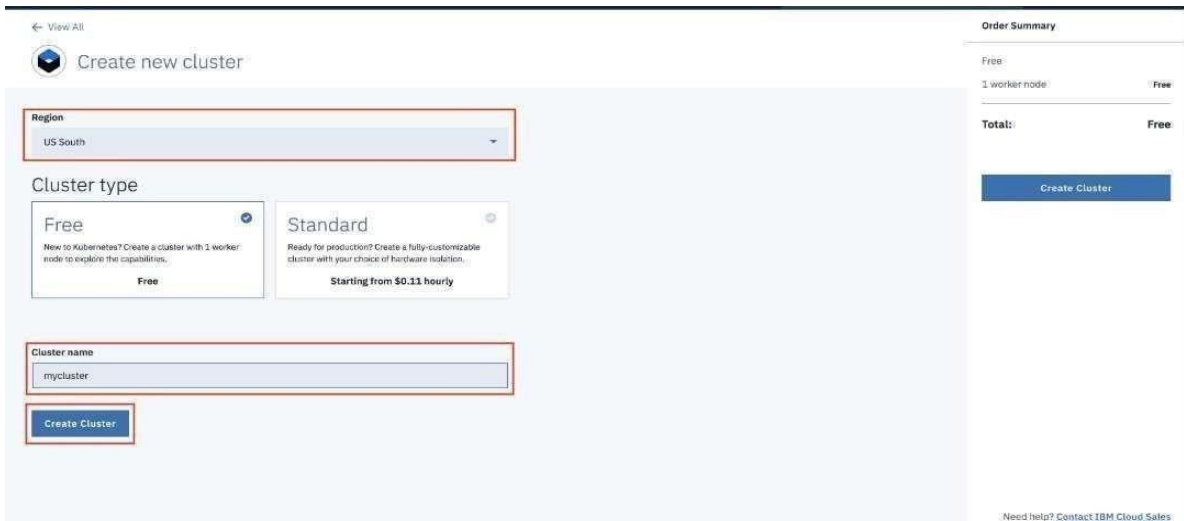 ← View All
Create new cluster
Region
US South
Cluster type
Free
New to Kubernetes? Create a cluster with 1 worker
node to explore the capabilities.
Free
Standard
Ready for production? Create a fully-customizable
cluster with your choice of hardware isolation.
Starting from $0.11 hourly
Cluster name
mycluster
Create Cluster
Order Summary
Free
1 worker node Free
Total: Free
Create Cluster
Need help? Contact IBM Cloud Sales